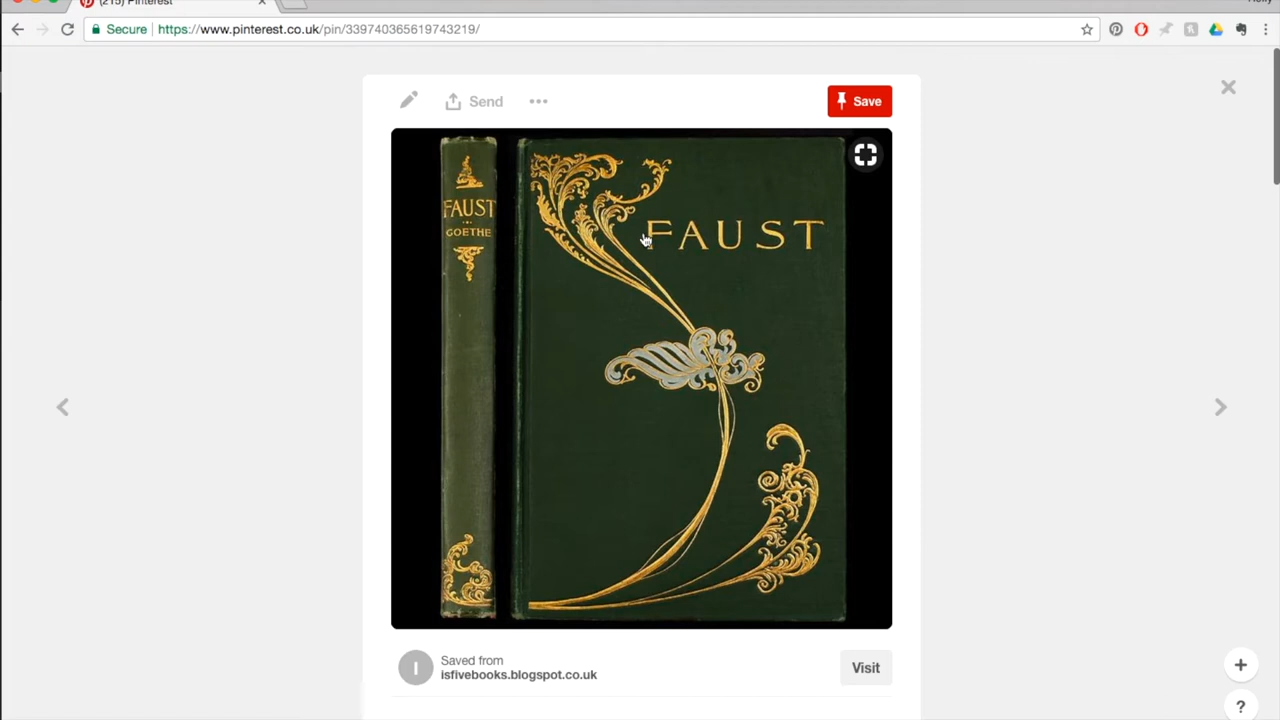 (215) Pinterest
Secure https://www.pinterest.co.uk/pin/339740365619743219/
Send
Save
FAUST
GOETHE
FAUST
Saved from
isfivebooks.blogspot.co.uk
I
Visit
?